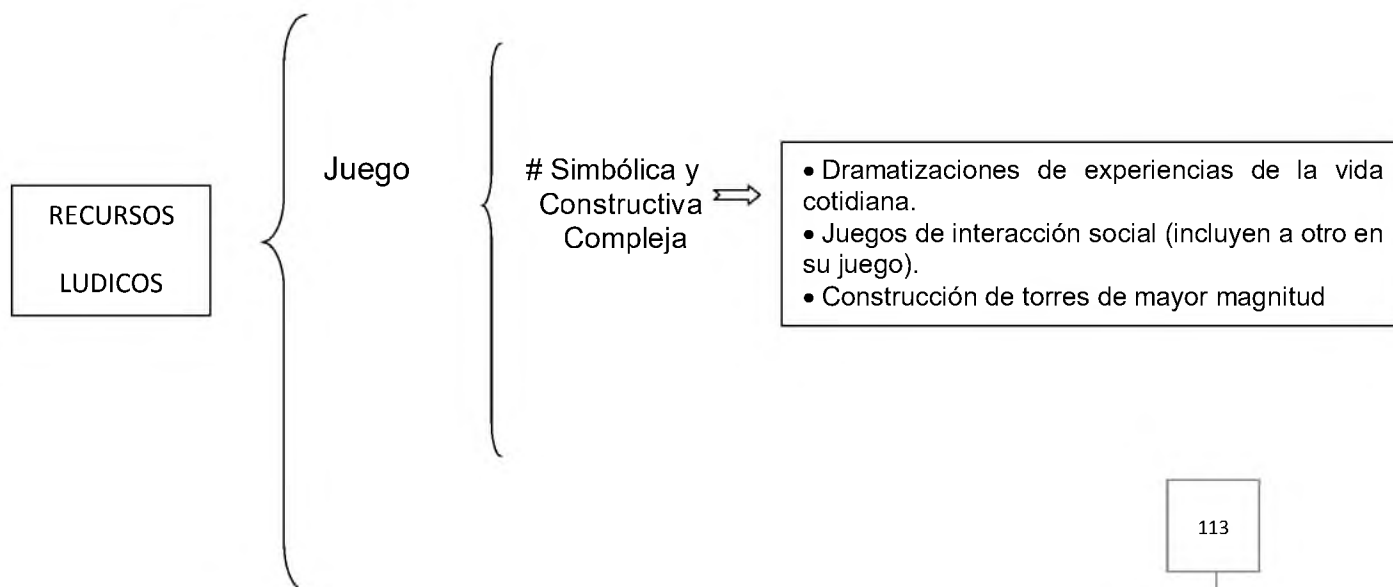 RECURSOS
LUDICOS
Juego
# Simbólica y
Constructiva
Compleja
• Dramatizaciones de experiencias de la vida
cotidiana.
• Juegos de interacción social (incluyen a otro en
su juego).
• Construcción de torres de mayor magnitud
113